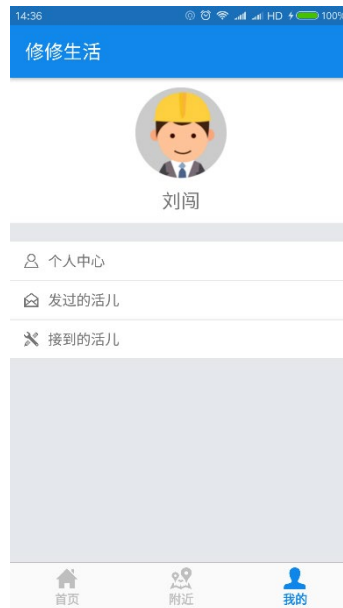 14:36 HD 100%
修修生活
刘闯
个人中心
发过的活儿
接到的活儿
首页 附近 我的